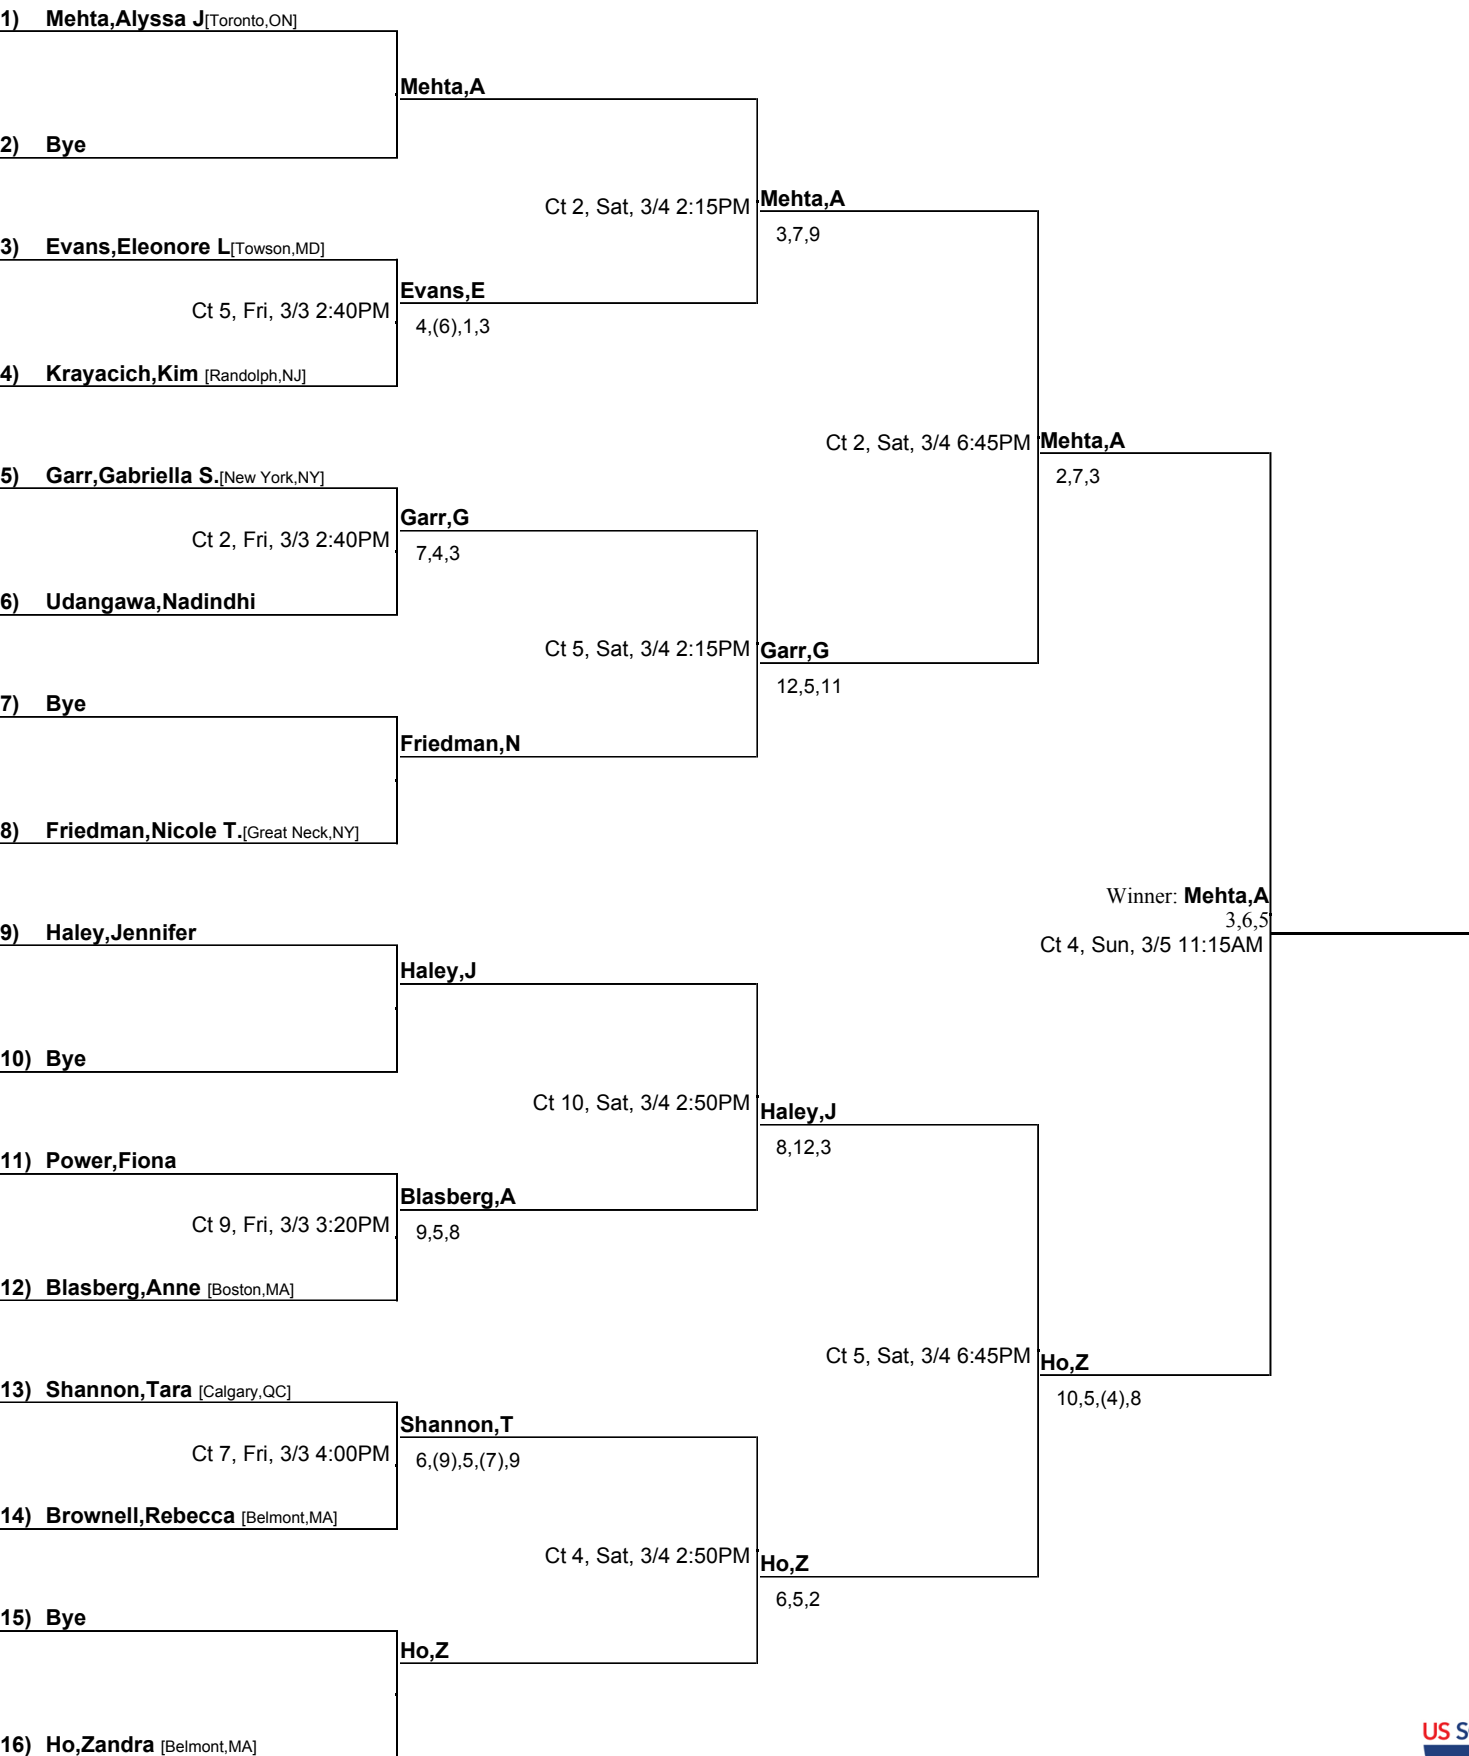 1) Mehta,Alyssa J[Toronto,ON]
Mehta,A
2) Bye
Ct 2, Sat, 3/4 2:15PM
Mehta,A
3,7,9
3) Evans,Eleonore L[Towson,MD]
Evans,E
Ct 5, Fri, 3/3 2:40PM
4,(6),1,3
4) Krayacich,Kim [Randolph,NJ]
Ct 2, Sat, 3/4 6:45PM
Mehta,A
2,7,3
5) Garr,Gabriella S.[New York,NY]
Garr,G
Ct 2, Fri, 3/3 2:40PM
7,4,3
6) Udangawa,Nadindhi
Ct 5, Sat, 3/4 2:15PM
Garr,G
12,5,11
7) Bye
Friedman,N
8) Friedman,Nicole T.[Great Neck,NY]
Winner: Mehta,A
3,6,5
Ct 4, Sun, 3/5 11:15AM
9) Haley,Jennifer
Haley,J
10) Bye
Ct 10, Sat, 3/4 2:50PM
Haley,J
8,12,3
11) Power,Fiona
Blasberg,A
Ct 9, Fri, 3/3 3:20PM
9,5,8
12) Blasberg,Anne [Boston,MA]
Ct 5, Sat, 3/4 6:45PM
Ho,Z
10,5,(4),8
13) Shannon,Tara [Calgary,QC]
Shannon,T
Ct 7, Fri, 3/3 4:00PM
6,(9),5,(7),9
14) Brownell,Rebecca [Belmont,MA]
Ct 4, Sat, 3/4 2:50PM
Ho,Z
6,5,2
15) Bye
Ho,Z
16) Ho,Zandra [Belmont,MA]
US